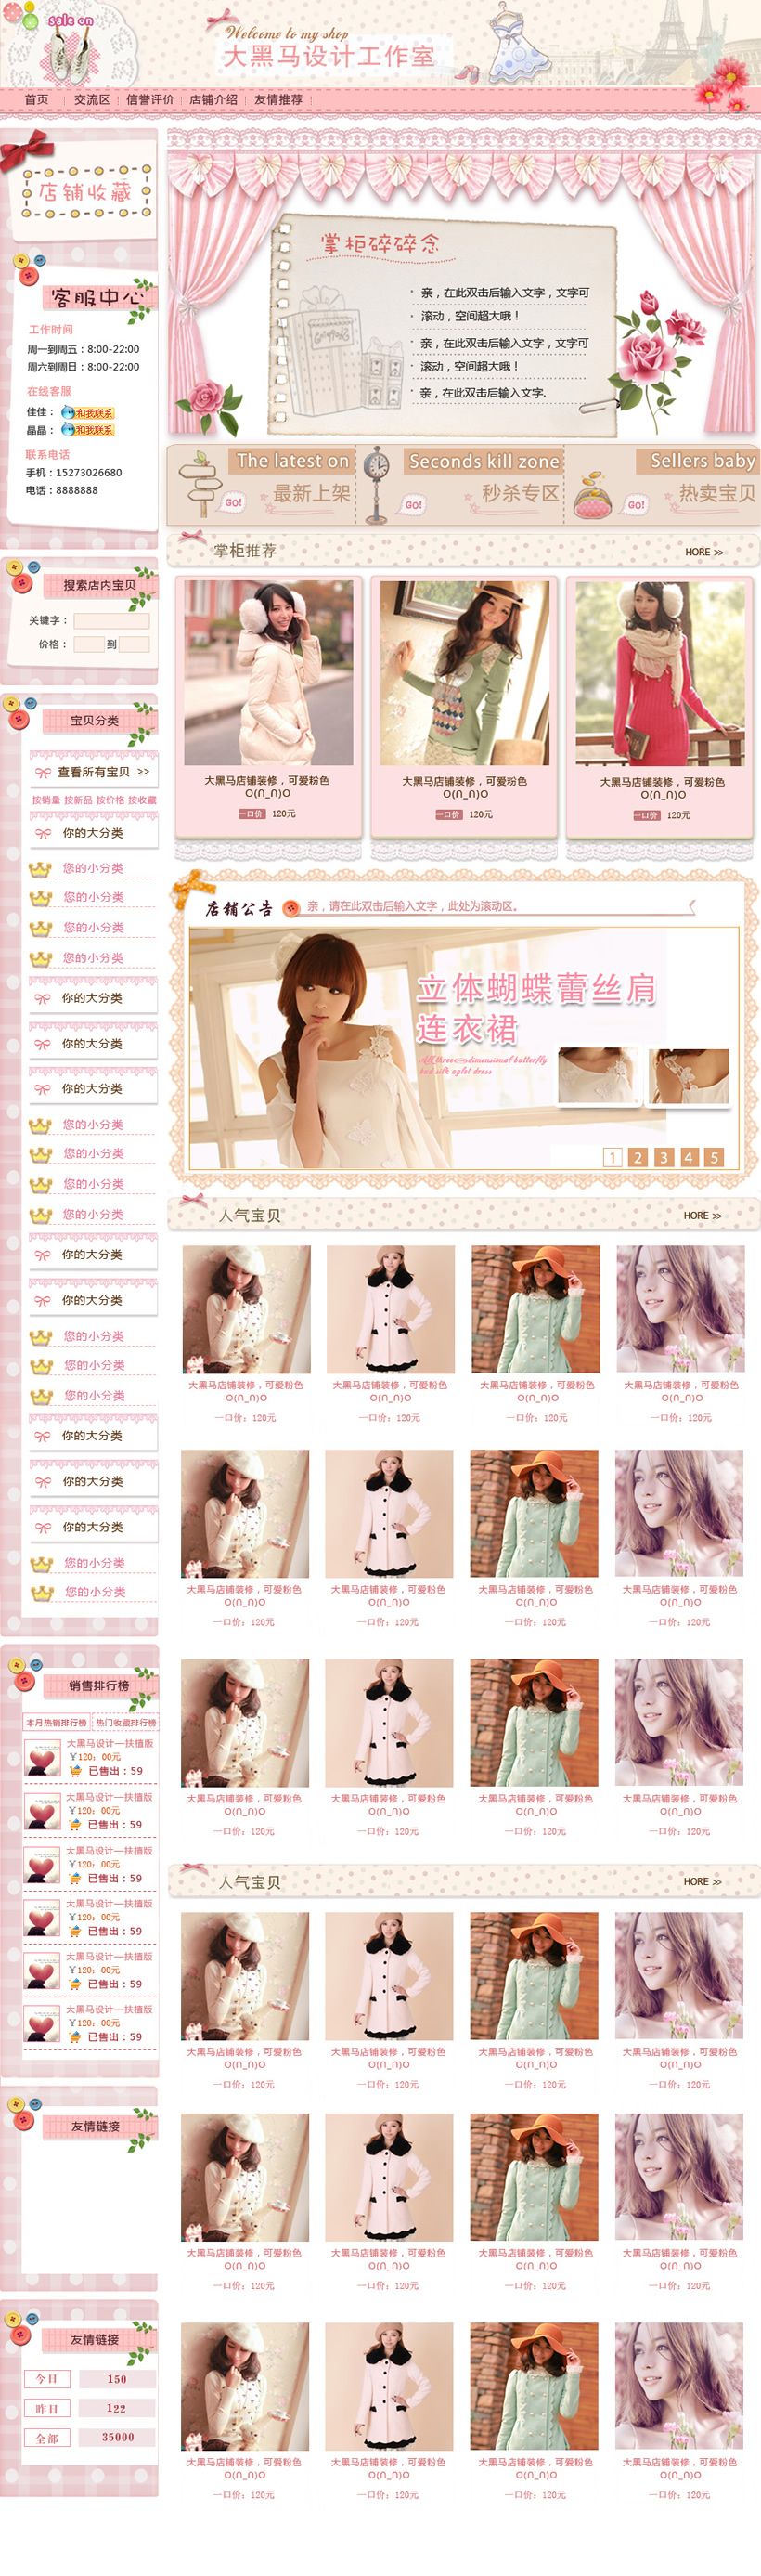 sale on
Welcome to my shop
大黑马设计工作室
首页 交流区 信誉评价 店铺介绍 友情推荐
店铺收藏
客服中心
工作时间
周一到周五：8:00-22:00
周六到周日：8:00-22:00
在线客服
佳佳： 和我联系
晶晶： 和我联系
联系电话
手机：15273026680
电话：8888888
搜索店内宝贝
关键字：
价格： 到
宝贝分类
查看所有宝贝 >>
按销量 按新品 按价格 按收藏
你的大分类
您的小分类
您的小分类
您的小分类
您的小分类
你的大分类
你的大分类
你的大分类
您的小分类
您的小分类
您的小分类
您的小分类
你的大分类
你的大分类
您的小分类
您的小分类
您的小分类
你的大分类
你的大分类
你的大分类
您的小分类
您的小分类
销售排行榜
本月热销排行榜 热门收藏排行榜
大黑马设计—扶植版
￥120：00元
已售出：59
大黑马设计—扶植版
￥120：00元
已售出：59
大黑马设计—扶植版
￥120：00元
已售出：59
大黑马设计—扶植版
￥120：00元
已售出：59
大黑马设计—扶植版
￥120：00元
已售出：59
大黑马设计—扶植版
￥120：00元
已售出：59
友情链接
友情链接
今日 150
昨日 122
全部 35000
掌柜碎碎念
· 亲，在此双击后输入文字，文字可
滚动，空间超大哦！
· 亲，在此双击后输入文字，文字可
滚动，空间超大哦！
· 亲，在此双击后输入文字.
The latest on
最新上架
GO!
Seconds kill zone
秒杀专区
GO!
Sellers baby
热卖宝贝
GO!
掌柜推荐 HORE >>
大黑马店铺装修，可爱粉色 大黑马店铺装修，可爱粉色 大黑马店铺装修，可爱粉色
O(∩_∩)O O(∩_∩)O O(∩_∩)O
一口价 120元 一口价 120元 一口价 120元
店铺公告 亲，请在此双击后输入文字，此处为滚动区。
立体蝴蝶蕾丝肩
连衣裙
1 2 3 4 5
人气宝贝 HORE >>
大黑马店铺装修，可爱粉色 大黑马店铺装修，可爱粉色 大黑马店铺装修，可爱粉色 大黑马店铺装修，可爱粉色
O(∩_∩)O O(∩_∩)O O(∩_∩)O O(∩_∩)O
一口价：120元 一口价：120元 一口价：120元 一口价：120元
大黑马店铺装修，可爱粉色 大黑马店铺装修，可爱粉色 大黑马店铺装修，可爱粉色 大黑马店铺装修，可爱粉色
O(∩_∩)O O(∩_∩)O O(∩_∩)O O(∩_∩)O
一口价：120元 一口价：120元 一口价：120元 一口价：120元
大黑马店铺装修，可爱粉色 大黑马店铺装修，可爱粉色 大黑马店铺装修，可爱粉色 大黑马店铺装修，可爱粉色
O(∩_∩)O O(∩_∩)O O(∩_∩)O O(∩_∩)O
一口价：120元 一口价：120元 一口价：120元 一口价：120元
人气宝贝 HORE >>
大黑马店铺装修，可爱粉色 大黑马店铺装修，可爱粉色 大黑马店铺装修，可爱粉色 大黑马店铺装修，可爱粉色
O(∩_∩)O O(∩_∩)O O(∩_∩)O O(∩_∩)O
一口价：120元 一口价：120元 一口价：120元 一口价：120元
大黑马店铺装修，可爱粉色 大黑马店铺装修，可爱粉色 大黑马店铺装修，可爱粉色 大黑马店铺装修，可爱粉色
O(∩_∩)O O(∩_∩)O O(∩_∩)O O(∩_∩)O
一口价：120元 一口价：120元 一口价：120元 一口价：120元
大黑马店铺装修，可爱粉色 大黑马店铺装修，可爱粉色 大黑马店铺装修，可爱粉色 大黑马店铺装修，可爱粉色
O(∩_∩)O O(∩_∩)O O(∩_∩)O O(∩_∩)O
一口价：120元 一口价：120元 一口价：120元 一口价：120元